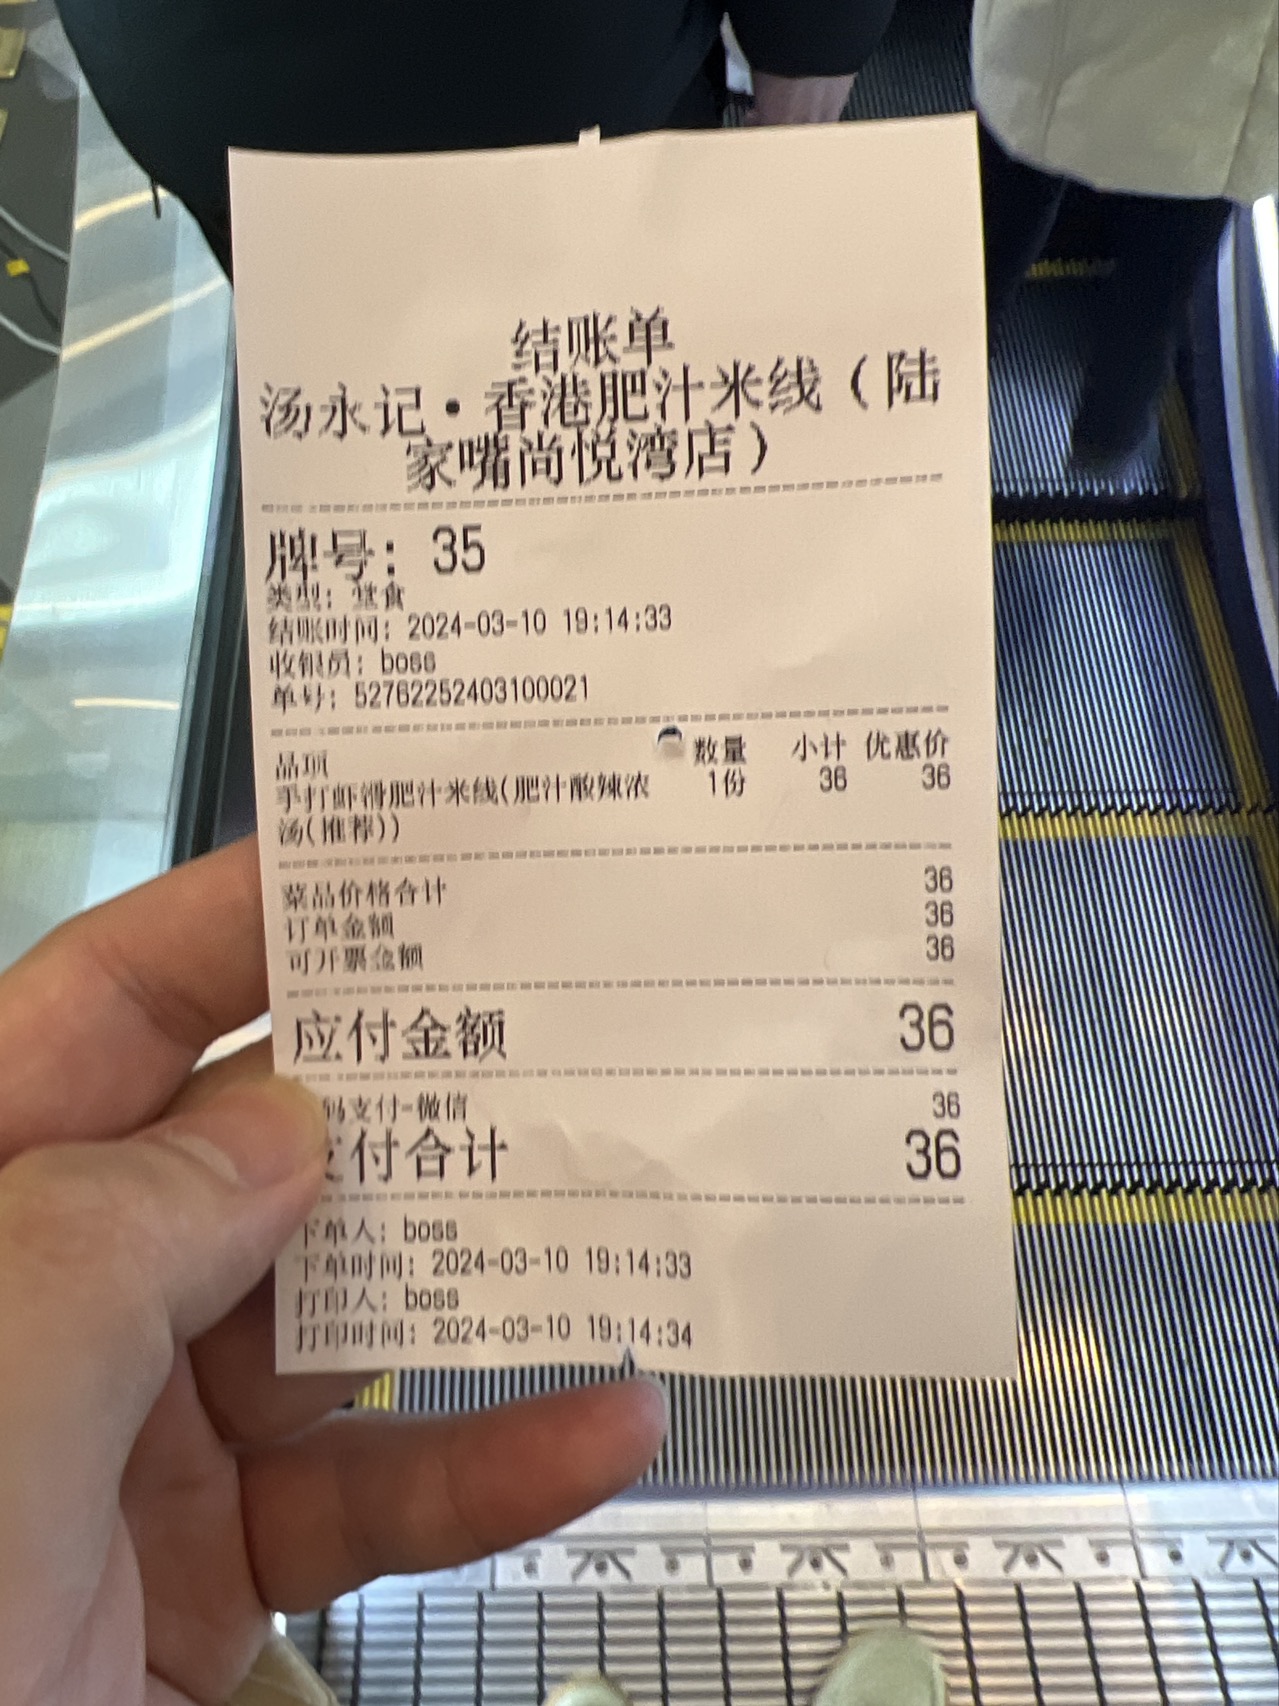 结账单
汤永记·香港肥汁米线（陆
家嘴尚悦湾店）
牌号：35
类型：堂食
结账时间：2024-03-10 19:14:33
收银员：boss
单号：52762252403100021
品项 数量 小计 优惠价
手打虾滑肥汁米线(肥汁酸辣浓 1份 36 36
汤(推荐))
菜品价格合计 36
订单金额 36
可开票金额 36
应付金额 36
码支付-微信 36
付合计 36
下单人：boss
下单时间：2024-03-10 19:14:33
打印人：boss
打印时间：2024-03-10 19:14:34